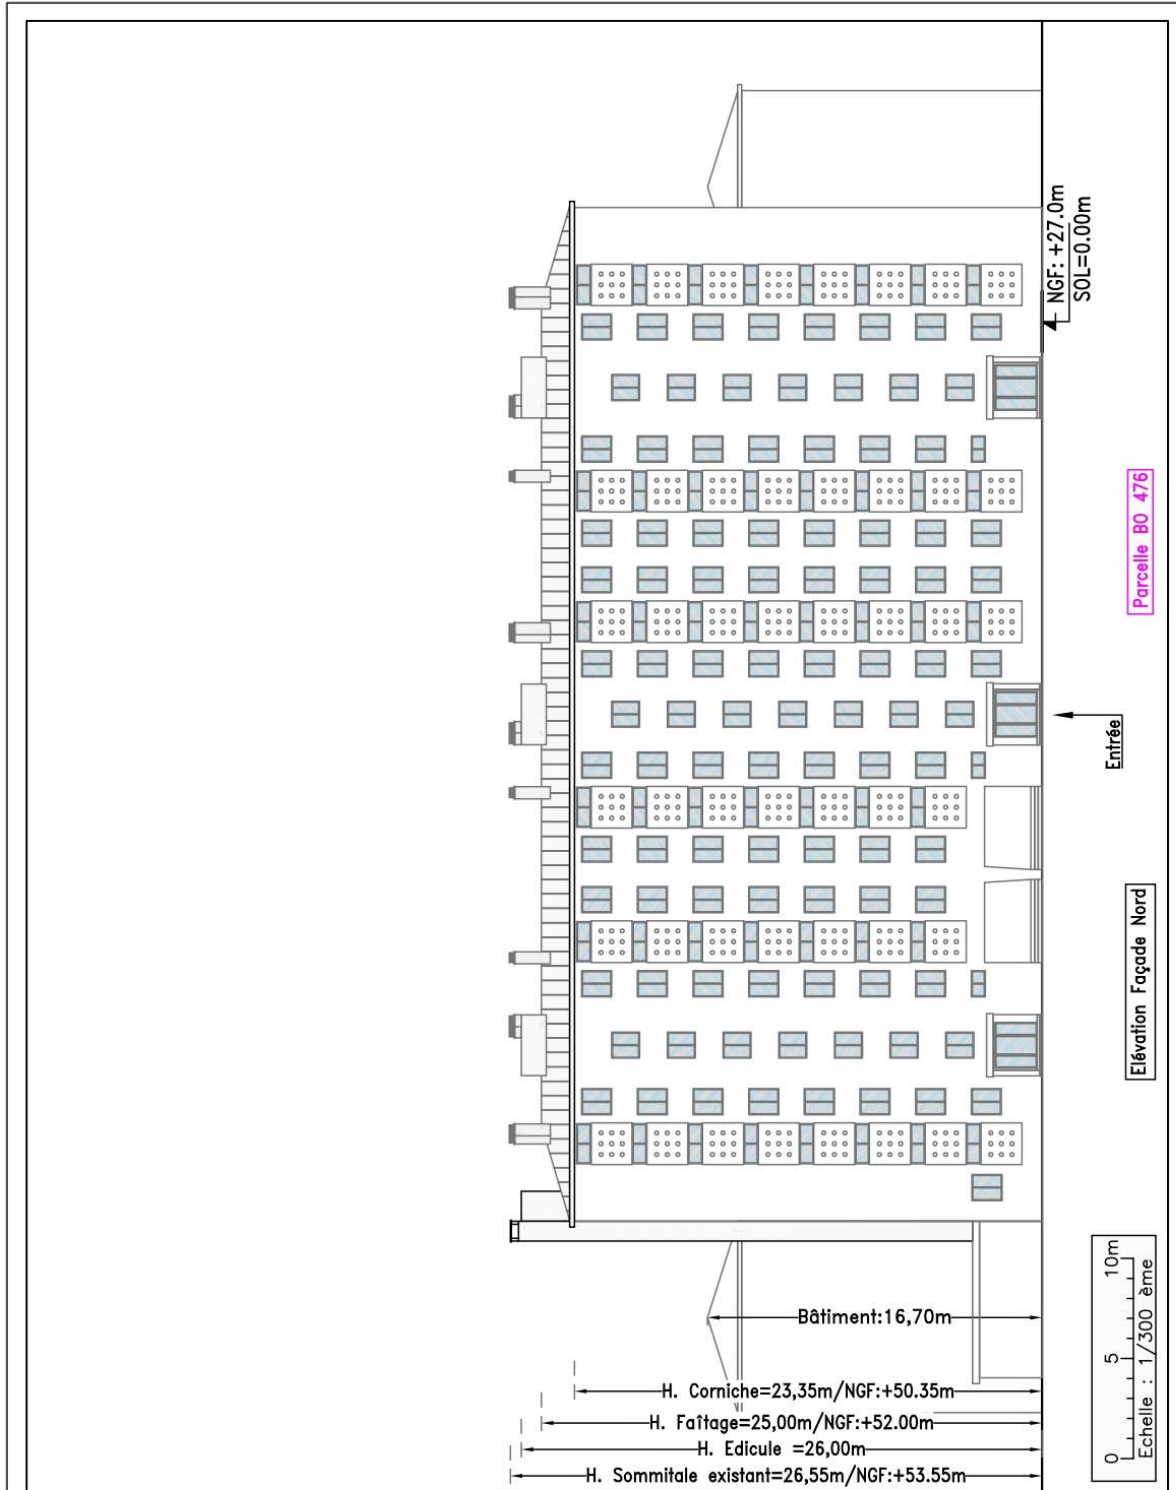 H. Sommitale existant=26,55m/NGF:+53.55m
H. Edicule =26,00m
H. Faîtage=25,00m/NGF:+52.00m
H. Corniche=23,35m/NGF:+50.35m
Bâtiment:16,70m
NGF: +27.0m
SOL=0.00m
Entrée
Parcelle BO 476
Elévation Façade Nord
0 5 10m
Echelle : 1/300 ème